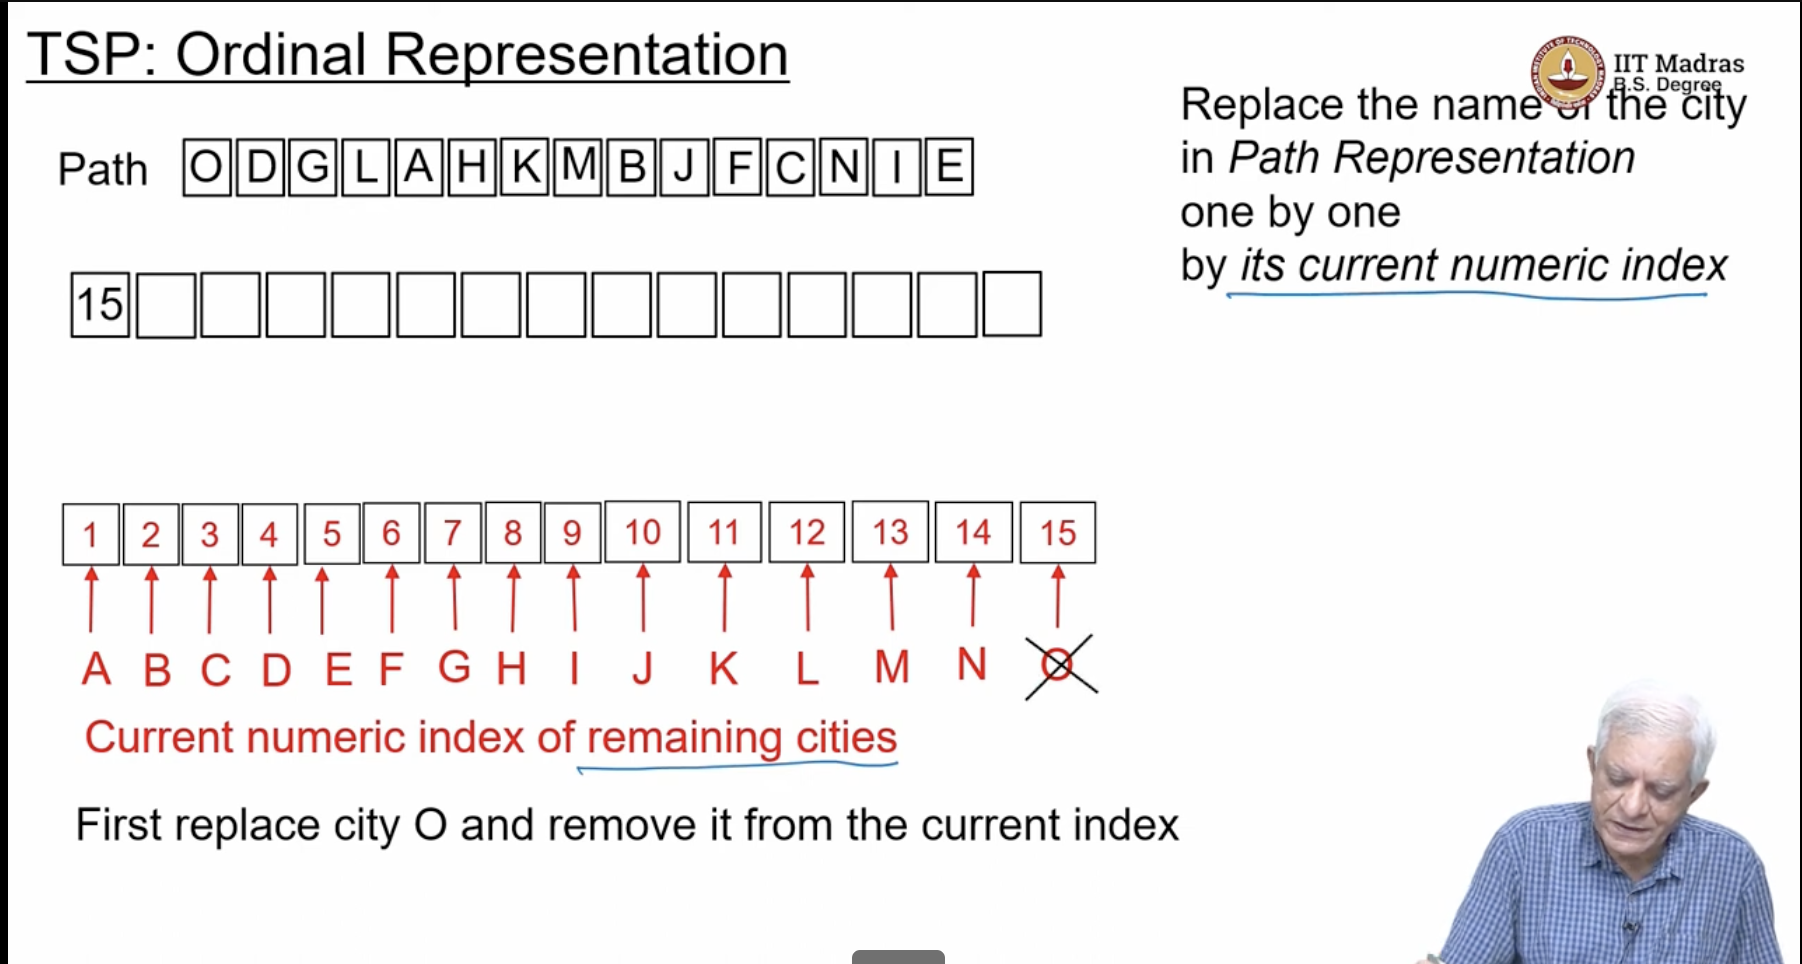 TSP: Ordinal Representation
IIT Madras
B.S. Degree
Replace the name of the city
in Path Representation
one by one
by its current numeric index
Path O D G L A H K M B J F C N I E
15
1 2 3 4 5 6 7 8 9 10 11 12 13 14 15
A B C D E F G H I J K L M N O
Current numeric index of remaining cities
First replace city O and remove it from the current index